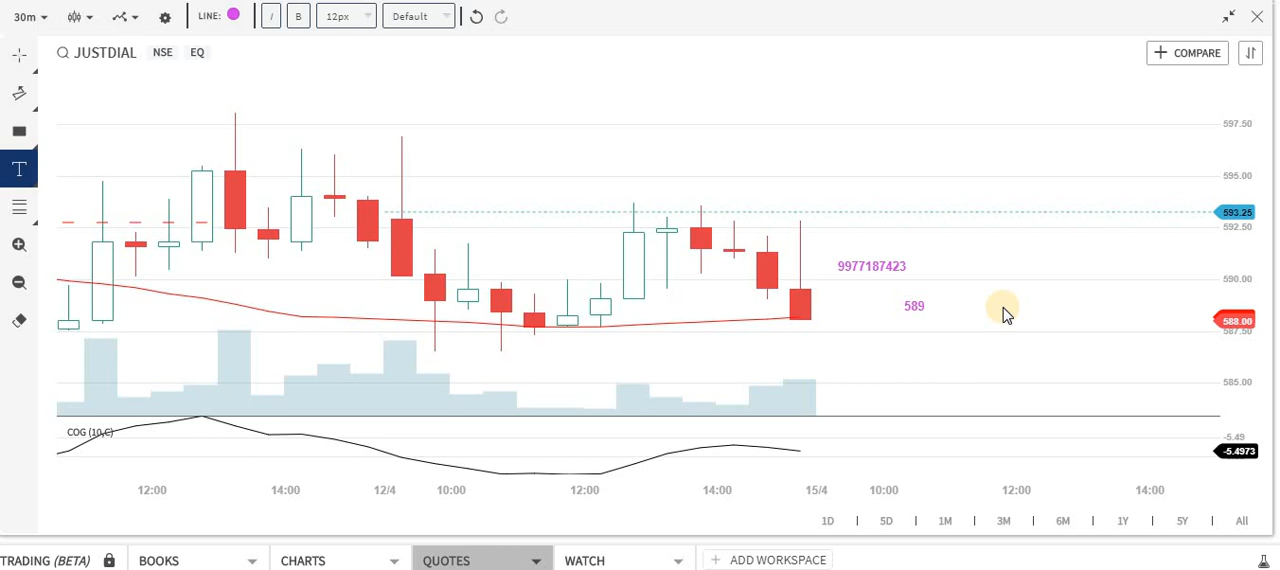 30m LINE: I B 12px Default
JUSTDIAL NSE EQ COMPARE
597.50
595.00
593.25
592.50
590.00
9977187423
589
588.00
587.50
585.00
COG (10,C)
-5.49
-5.4973
12:00 14:00 12/4 10:00 12:00 14:00 15/4 10:00 12:00 14:00
1D 5D 1M 3M 6M 1Y 5Y All
TRADING (BETA) BOOKS CHARTS QUOTES WATCH ADD WORKSPACE
T